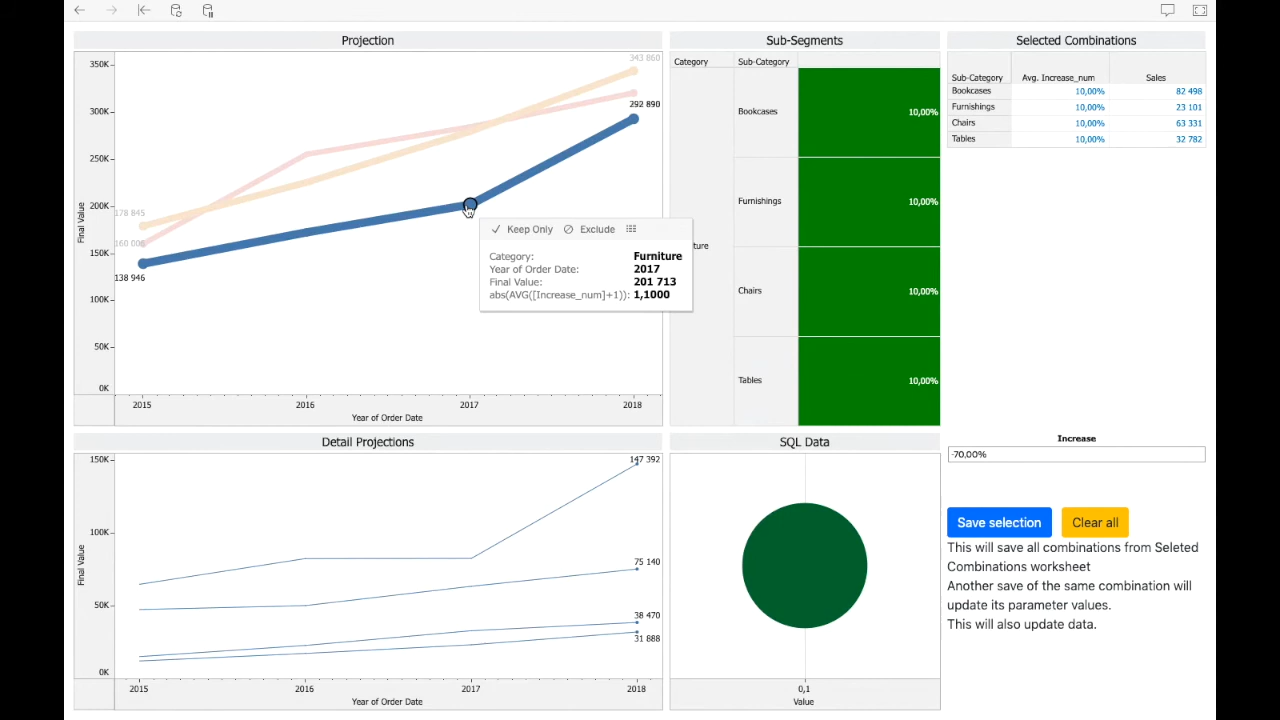 Projection
350K
300K
250K
200K
150K
100K
50K
0K
Final Value
343 860
292 890
178 845
138 946
2015
2016
2017
2018
Year of Order Date
Keep Only
Exclude
Category: Furniture
Year of Order Date: 2017
Final Value: 201 713
abs(AVG([Increase_num]+1)): 1,1000
Sub-Segments
Category Sub-Category
ture
Bookcases 10,00%
Furnishings 10,00%
Chairs 10,00%
Tables 10,00%
Selected Combinations
Sub-Category Avg. Increase_num Sales
Bookcases 10,00% 82 498
Furnishings 10,00% 23 101
Chairs 10,00% 63 331
Tables 10,00% 32 782
Detail Projections
150K
100K
50K
0K
Final Value
147 392
75 140
38 470
31 888
2015
2016
2017
2018
Year of Order Date
SQL Data
0,1
Value
Increase
-70.00%
Save selection
Clear all
This will save all combinations from Seleted
Combinations worksheet
Another save of the same combination will
update its parameter values.
This will also update data.